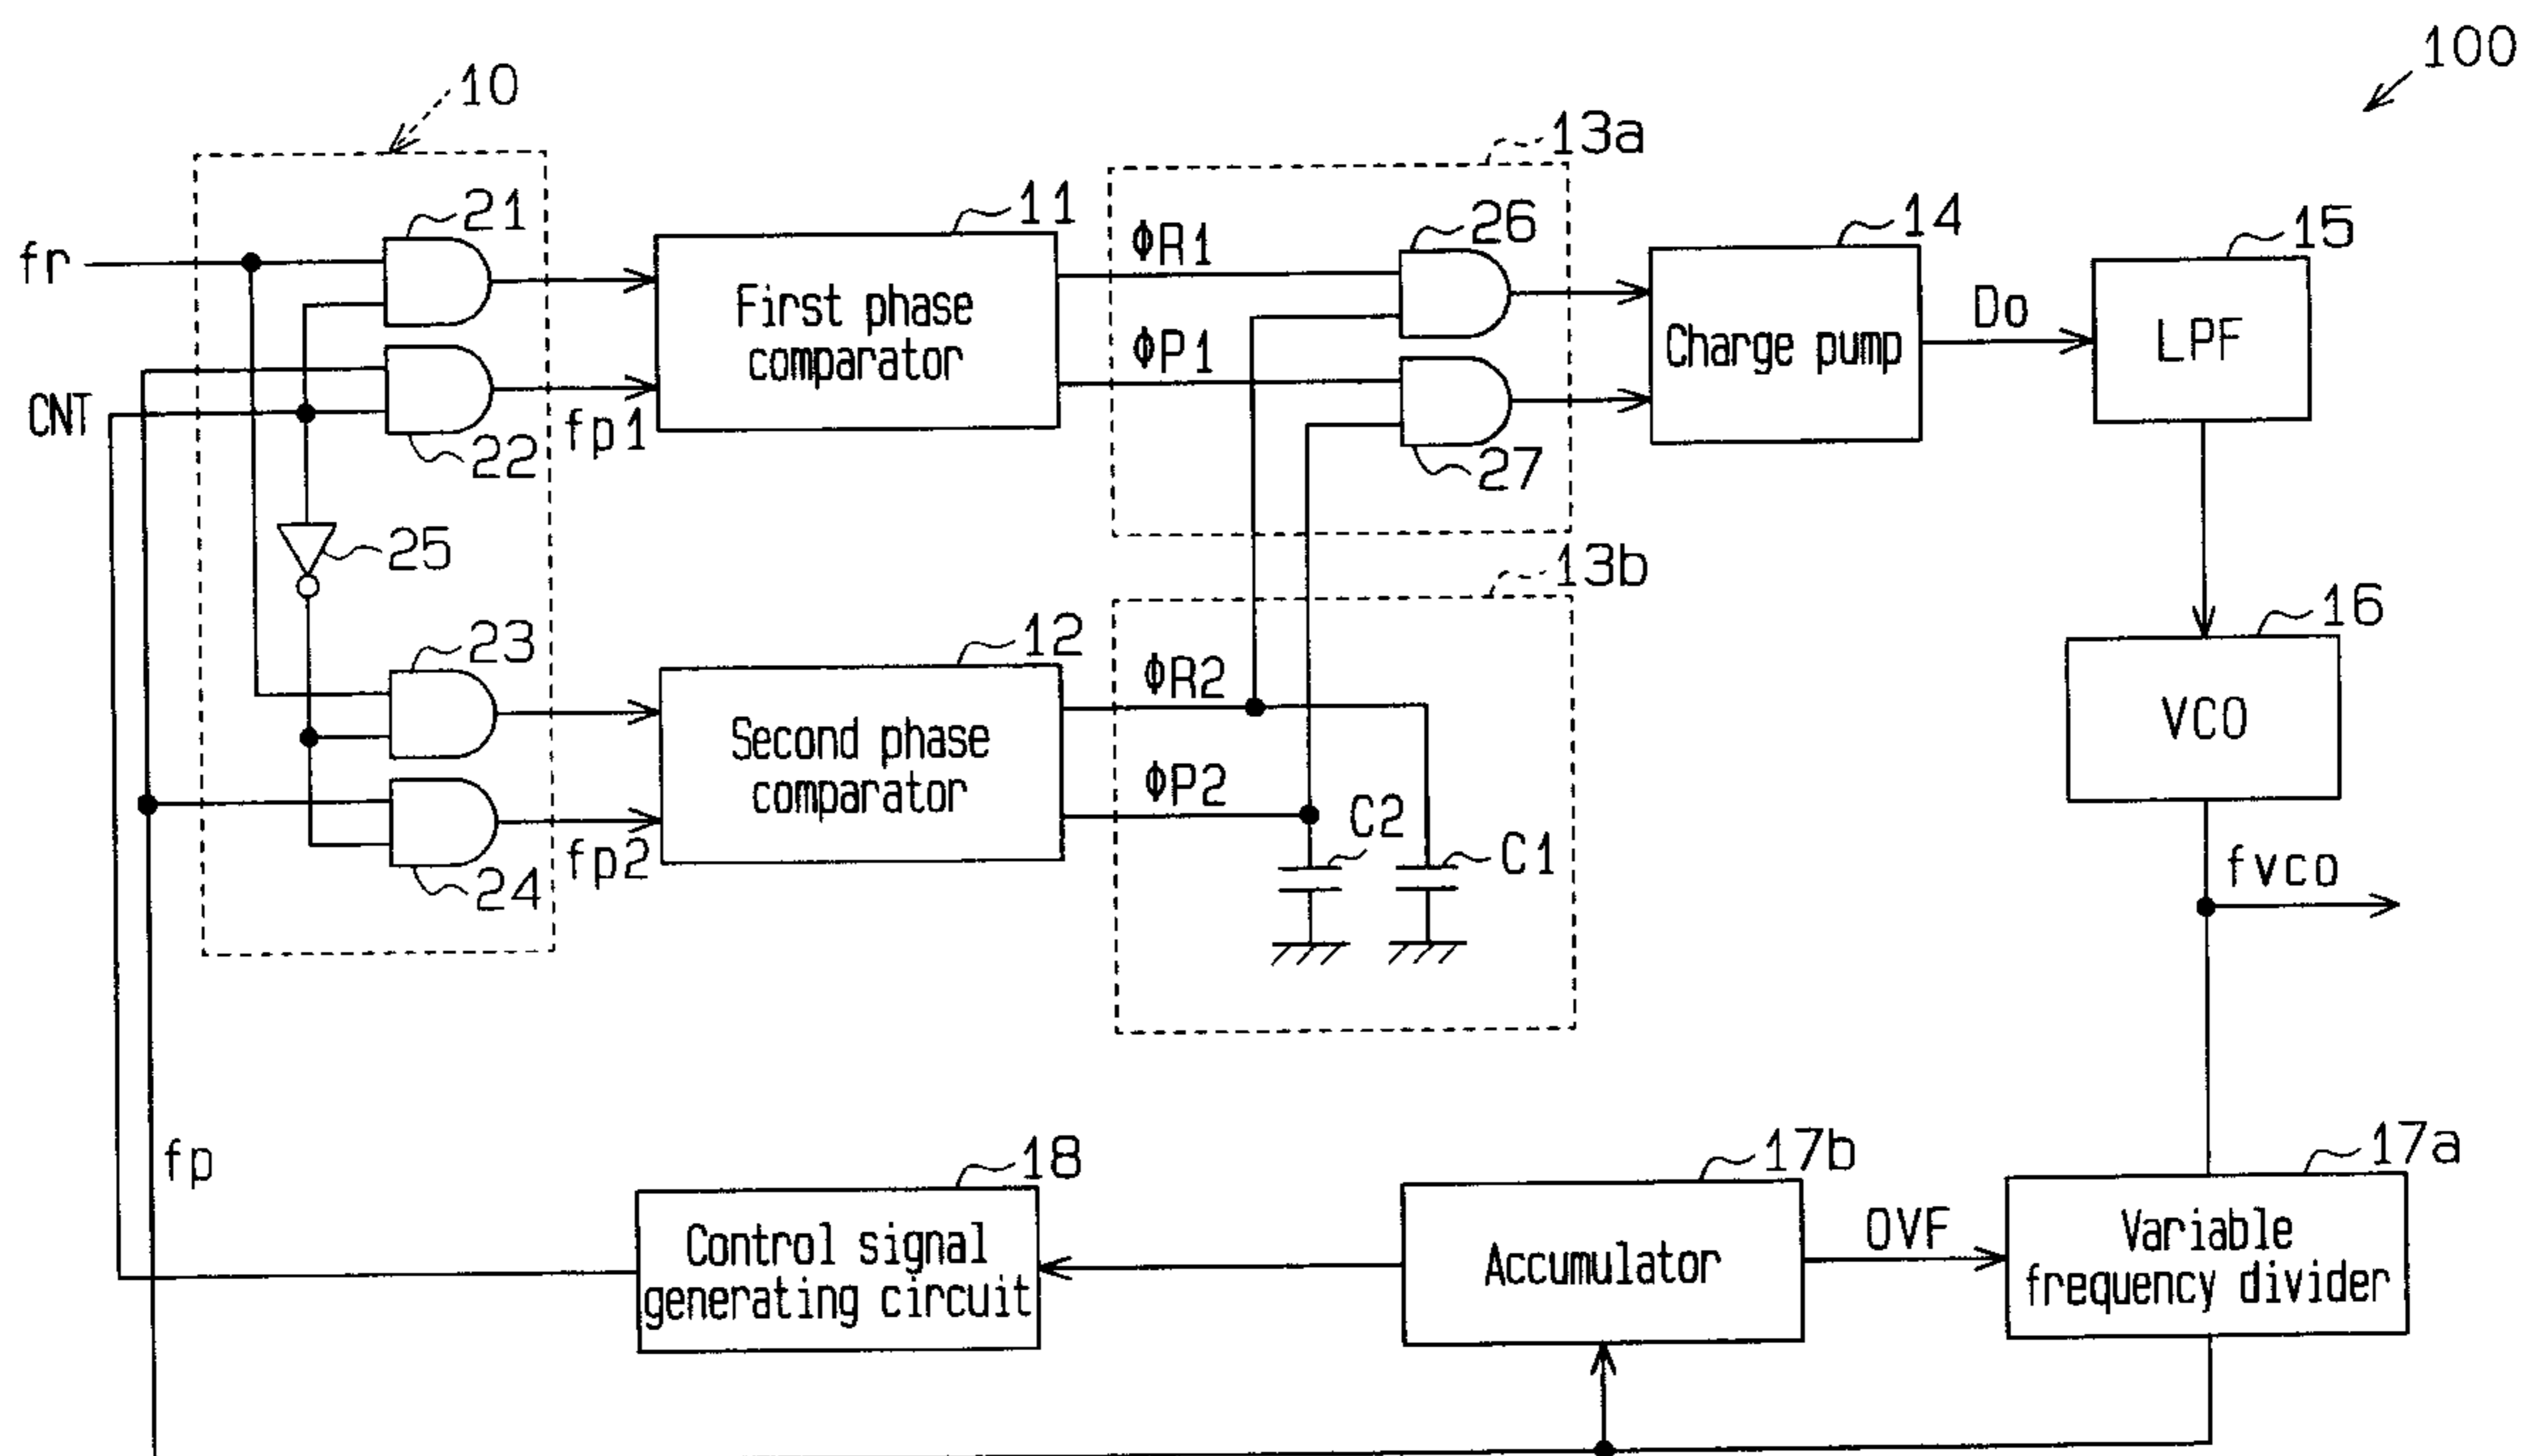 100
10
13a
21
11
26
14
15
fr
ΦR1
First phase
comparator
Charge pump
Do
LPF
ΦP1
CNT
22
fp1
27
25
13b
23
12
16
ΦR2
VCO
Second phase
comparator
ΦP2
C2
C1
24
fp2
fvco
fp
18
17b
17a
Control signal
generating circuit
Accumulator
OVF
Variable
frequency divider